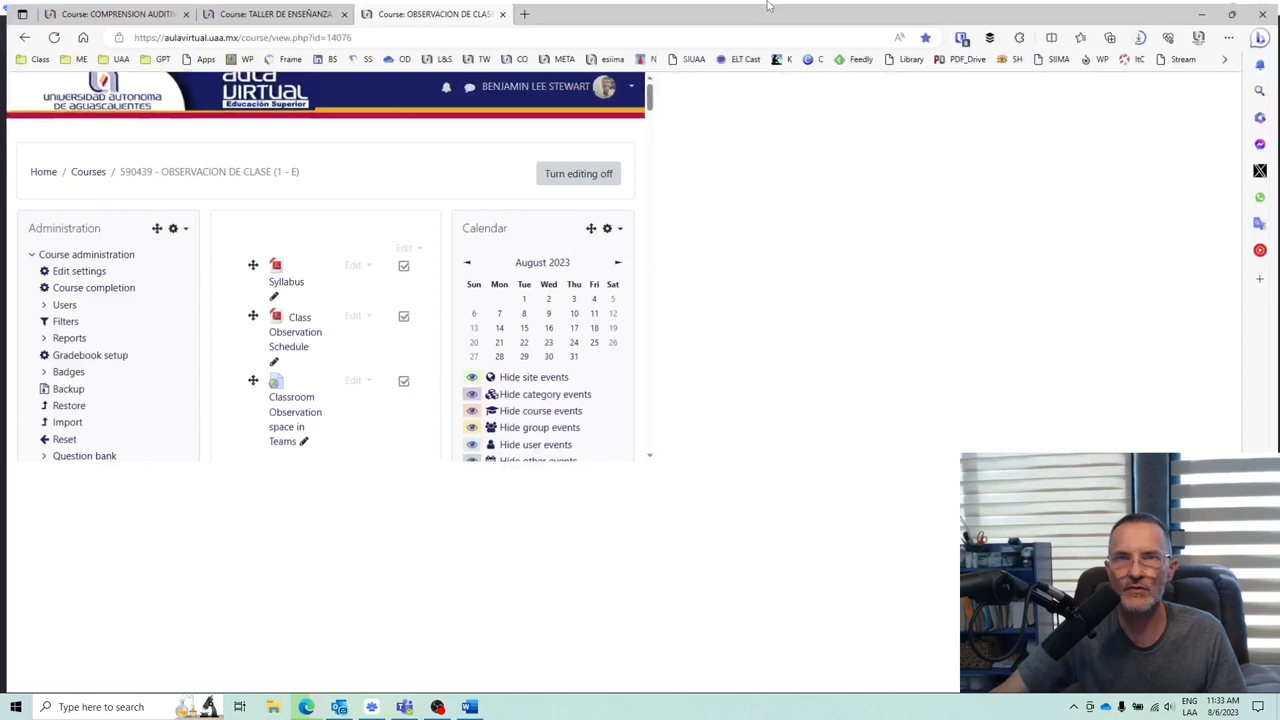 Course: COMPRENSION AUDITIV
Course: TALLER DE ENSEÑANZA
Course: OBSERVACION DE CLASE
https://aulavirtual.uaa.mx/course/view.php?id=14076
Class ME UAA GPT Apps WP Frame BS SS OD L&S TW CO META esiima N SIUAA ELT Cast K C Feedly Library PDF_Drive SH SIIMA WP ItC Stream
UNIVERSIDAD AUTONOMA
DE AGUASCALIENTES
aula
VIRTUAL
Educación Superior
BENJAMIN LEE STEWART
Home / Courses / 590439 - OBSERVACION DE CLASE (1 - E)
Turn editing off
Administration
Course administration
Edit settings
Course completion
Users
Filters
Reports
Gradebook setup
Badges
Backup
Restore
Import
Reset
Question bank
Edit
Syllabus
Edit
Class
Observation
Schedule
Edit
Classroom
Observation
space in
Teams
Edit
Calendar
August 2023
Sun Mon Tue Wed Thu Fri Sat
1 2 3 4 5
6 7 8 9 10 11 12
13 14 15 16 17 18 19
20 21 22 23 24 25 26
27 28 29 30 31
Hide site events
Hide category events
Hide course events
Hide group events
Hide user events
Hide other events
Type here to search
ENG
LAA
11:33 AM
8/6/2023